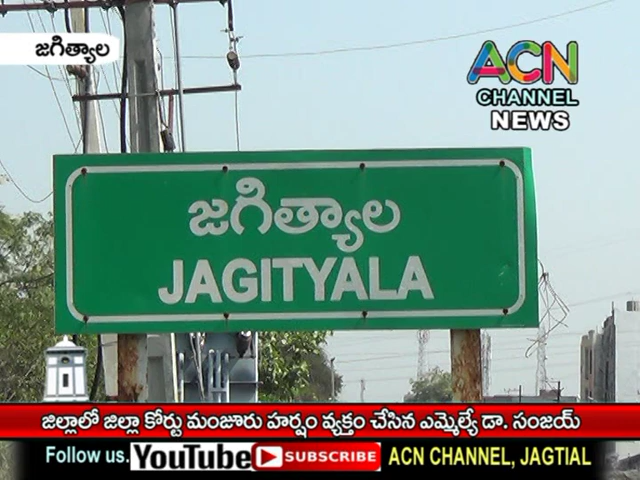 జగిత్యాల
ACN
CHANNEL
NEWS
జగిత్యాల
JAGITYALA
జిల్లాలో జిల్లా కోర్టు మంజూరు హర్షం వ్యక్తం చేసిన ఎమ్మెల్యే డా. సంజయ్
Follow us. YouTube SUBSCRIBE ACN CHANNEL, JAGTIAL